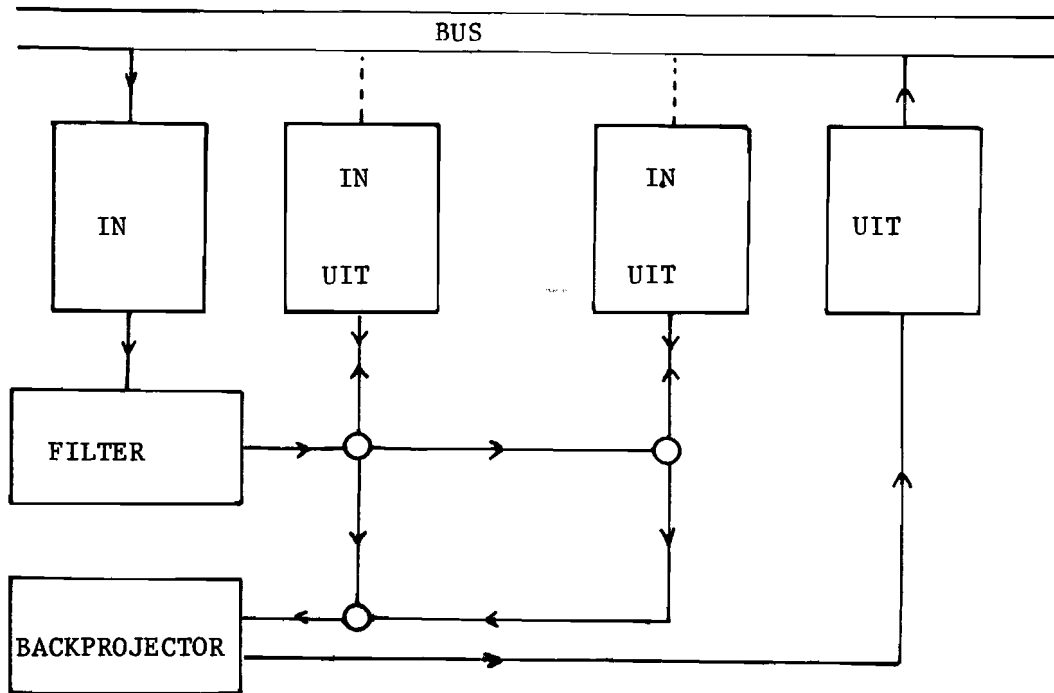 BUS
IN
IN
UIT
IN
UIT
UIT
FILTER
BACKPROJECTOR